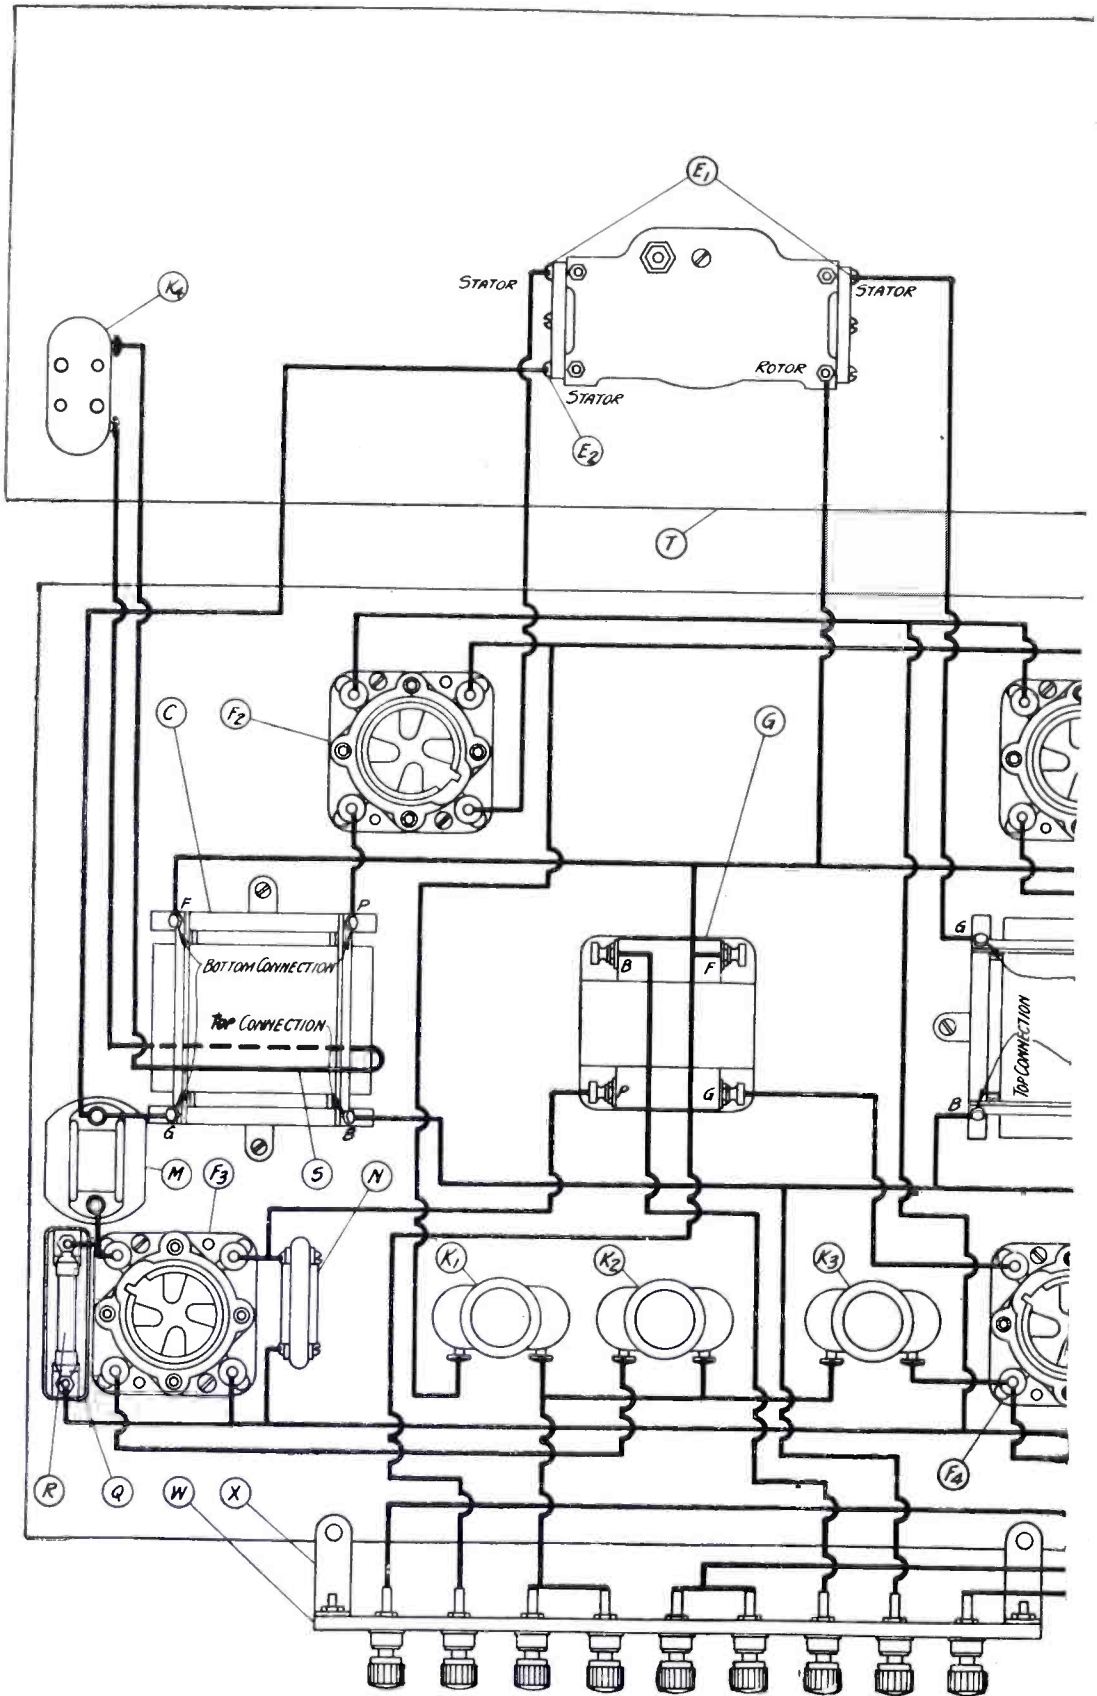 E1
STATOR
STATOR
K4
ROTOR
STATOR
E2
T
C
F2
G
F
P
BOTTOM CONNECTION
B
F
G
TOP CONNECTION
TOP CONNECTION
P
G
B
G
B
M
F3
S
N
K1
K2
K3
R
Q
W
X
F4